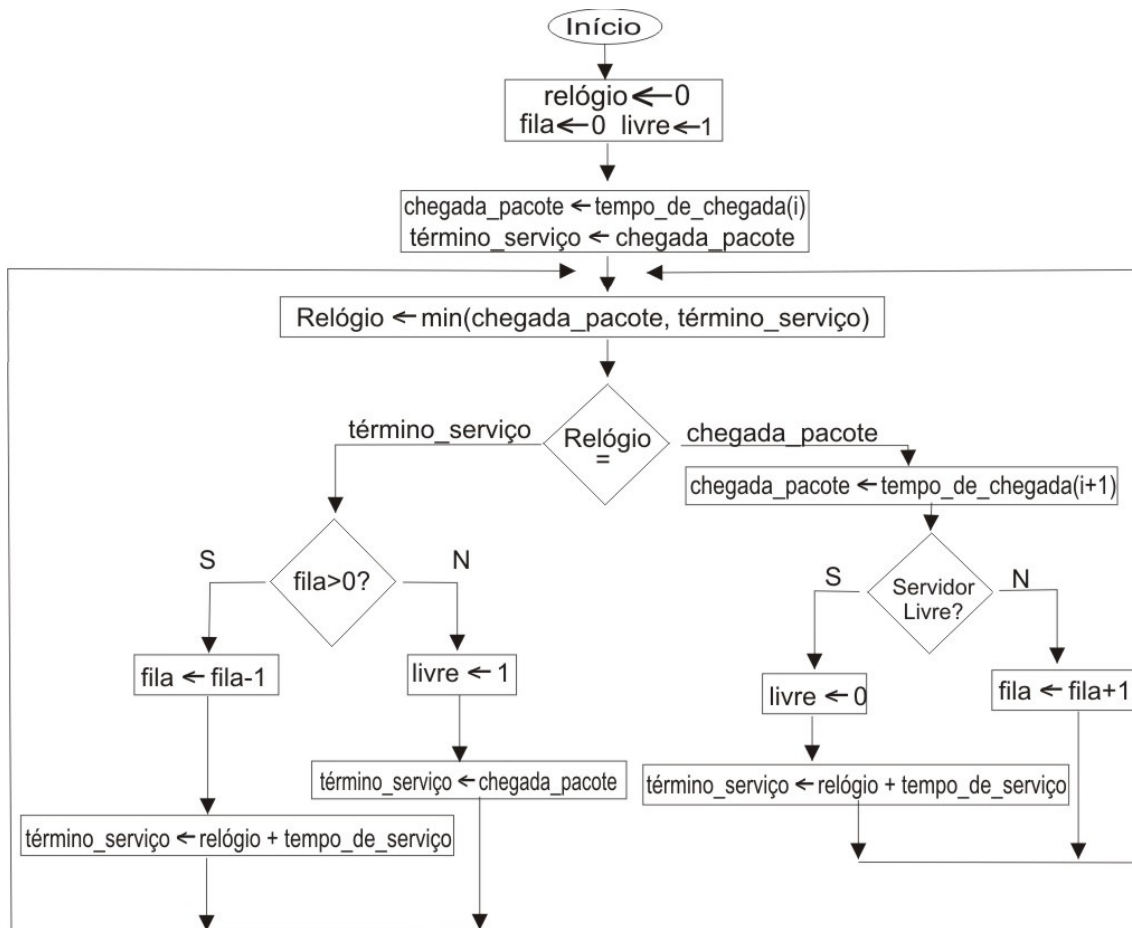 Início
relógio←0
fila←0 livre←1
chegada_pacote ← tempo_de_chegada(i)
término_serviço ← chegada_pacote
Relógio ← min(chegada_pacote, término_serviço)
término_serviço
Relógio
=
chegada_pacote
chegada_pacote ← tempo_de_chegada(i+1)
S
fila>0?
N
S
Servidor
Livre?
N
fila ← fila-1
livre ← 1
livre ← 0
fila ← fila+1
término_serviço ← chegada_pacote
término_serviço ← relógio + tempo_de_serviço
término_serviço ← relógio + tempo_de_serviço